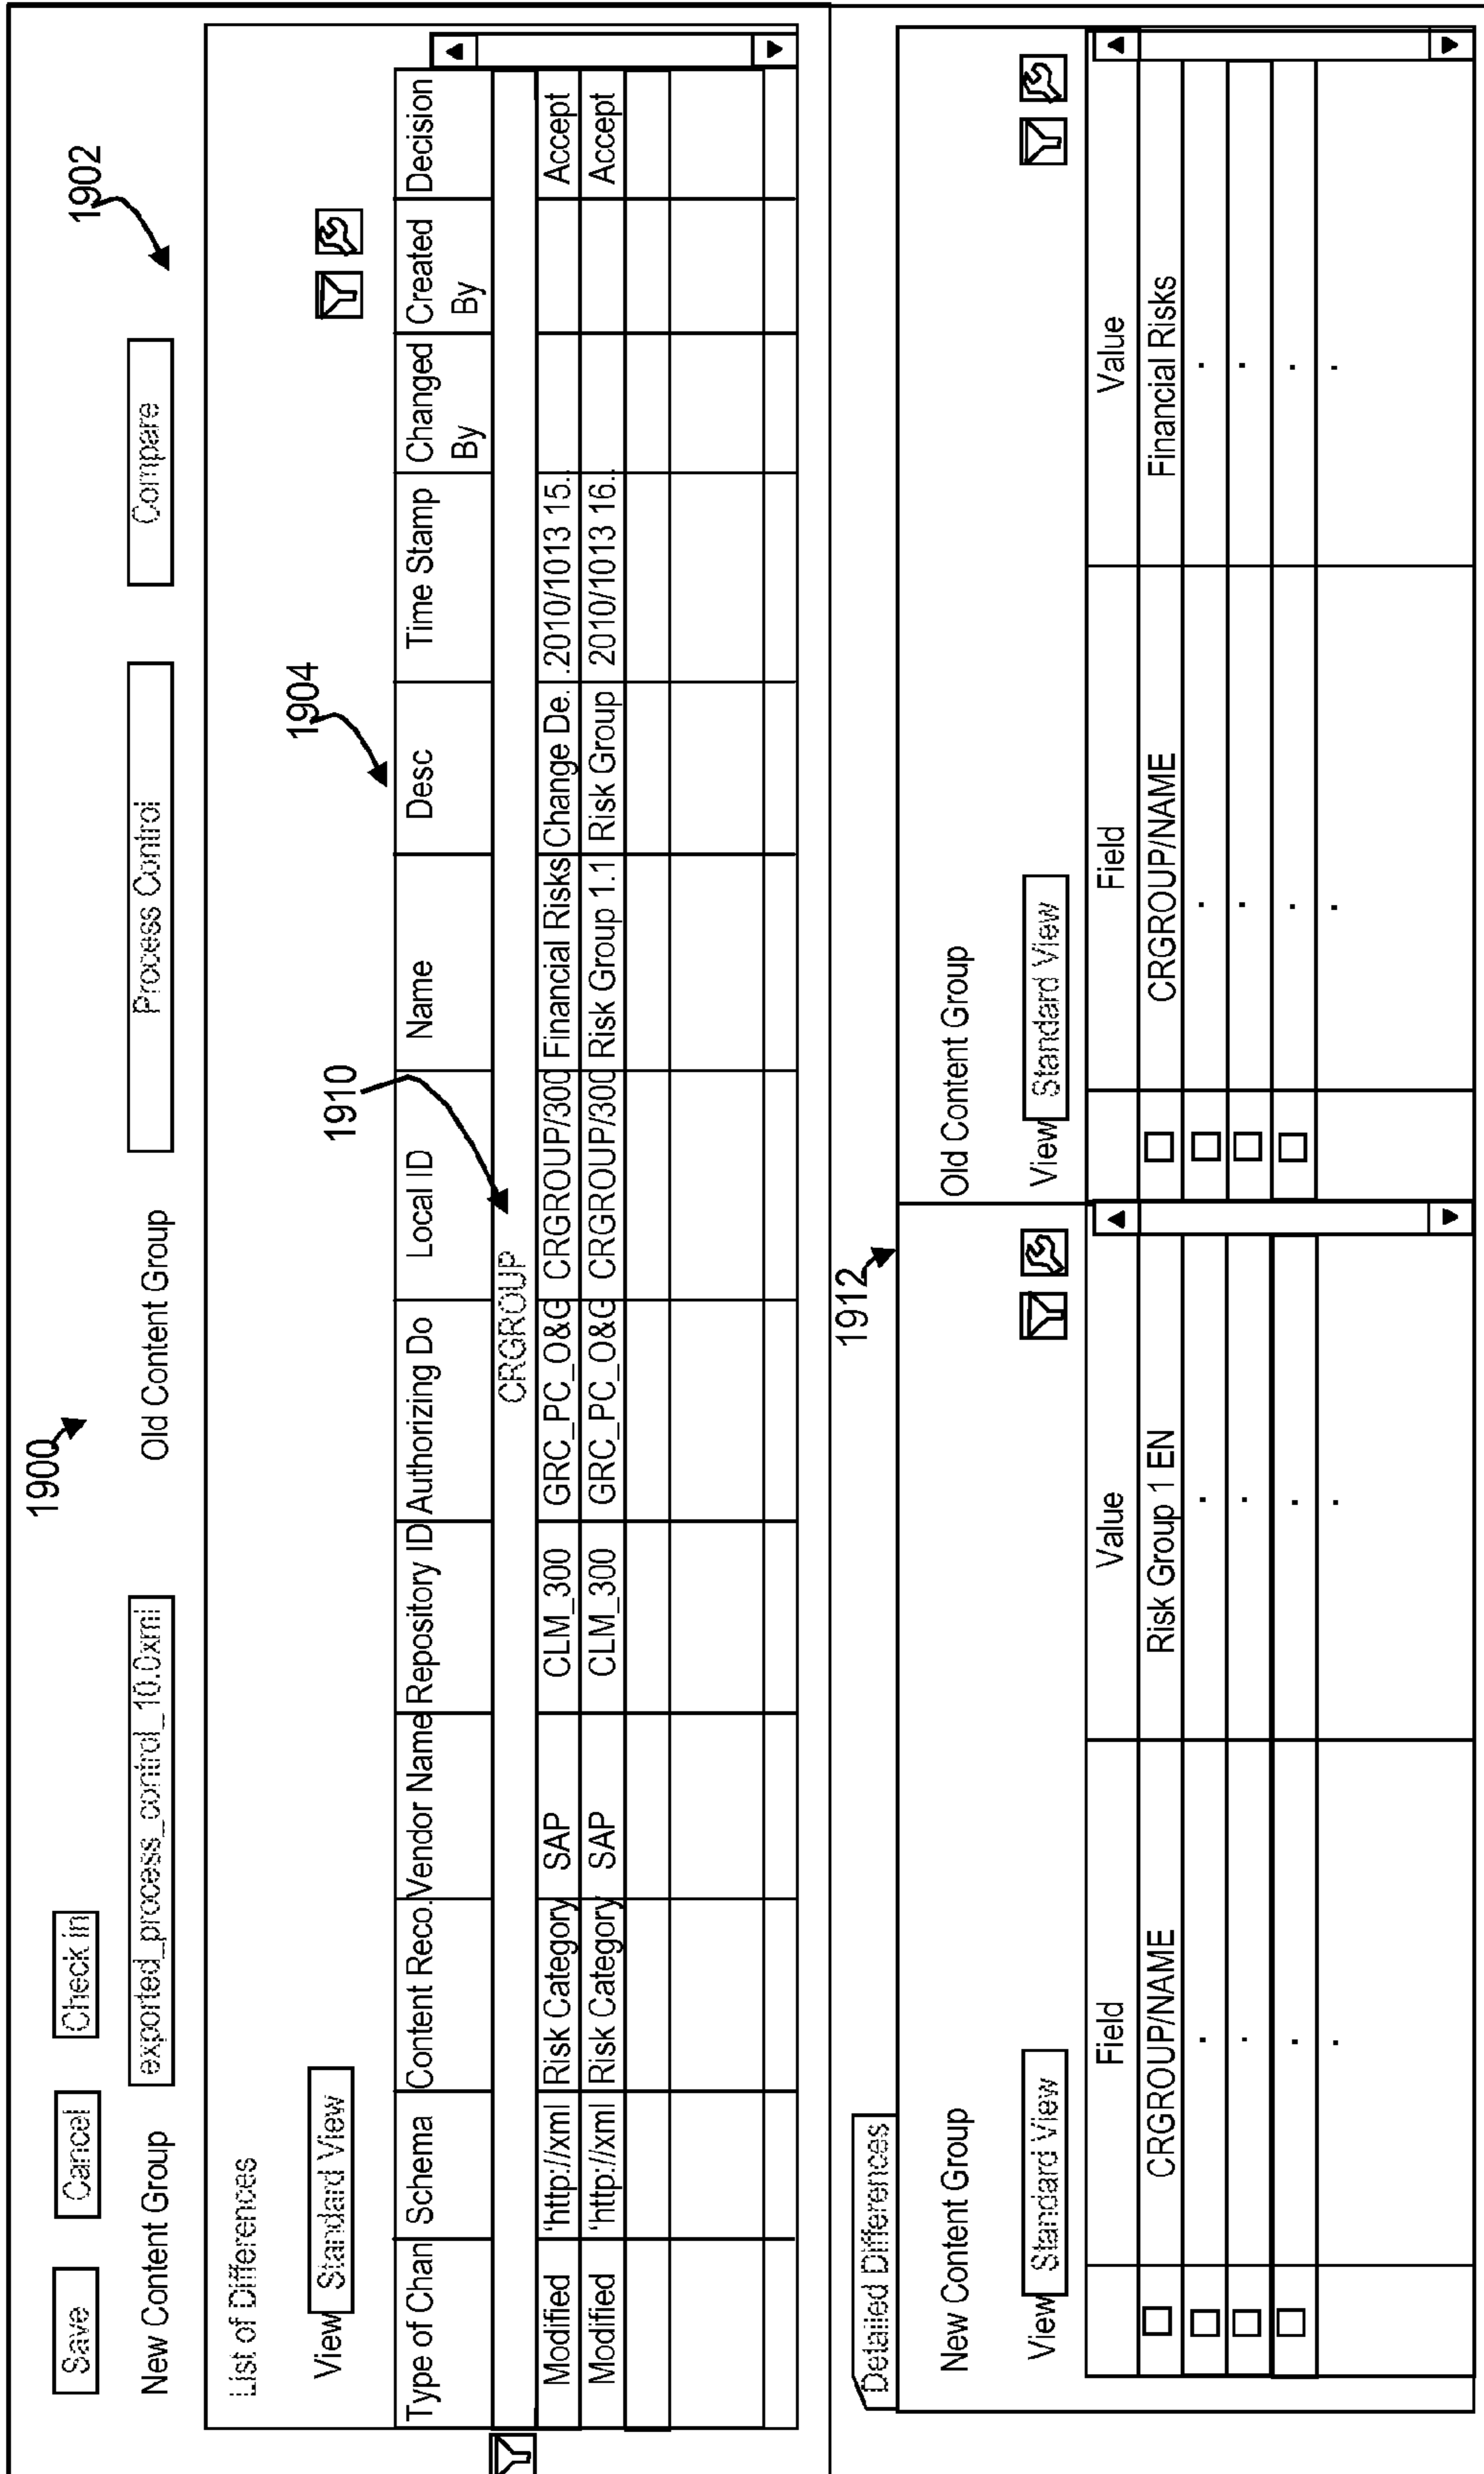 1900
1902
Save Cancel Check in
New Content Group exported_process_control_10.0xml Old Content Group Process Control Compare
List of Differences
1904
View Standard View
1910
Type of Chan Schema Content Reco. Vendor Name Repository ID Authorizing Do Local ID Name Desc Time Stamp Changed By Created By Decision
CRGROUP
Modified 'http://xml Risk Category SAP CLM_300 GRC_PC_O&G CRGROUP/300 Financial Risks Change De. .2010/1013 15.. Accept
Modified 'http://xml Risk Category SAP CLM_300 GRC_PC_O&G CRGROUP/300 Risk Group 1.1 Risk Group 2010/1013 16.. Accept
1912
Detailed Differences
New Content Group
View Standard View
Field Value
CRGROUP/NAME Risk Group 1 EN
. .
. .
. .
. .
Old Content Group
View Standard View
Field Value
CRGROUP/NAME Financial Risks
. .
. .
. .
. .